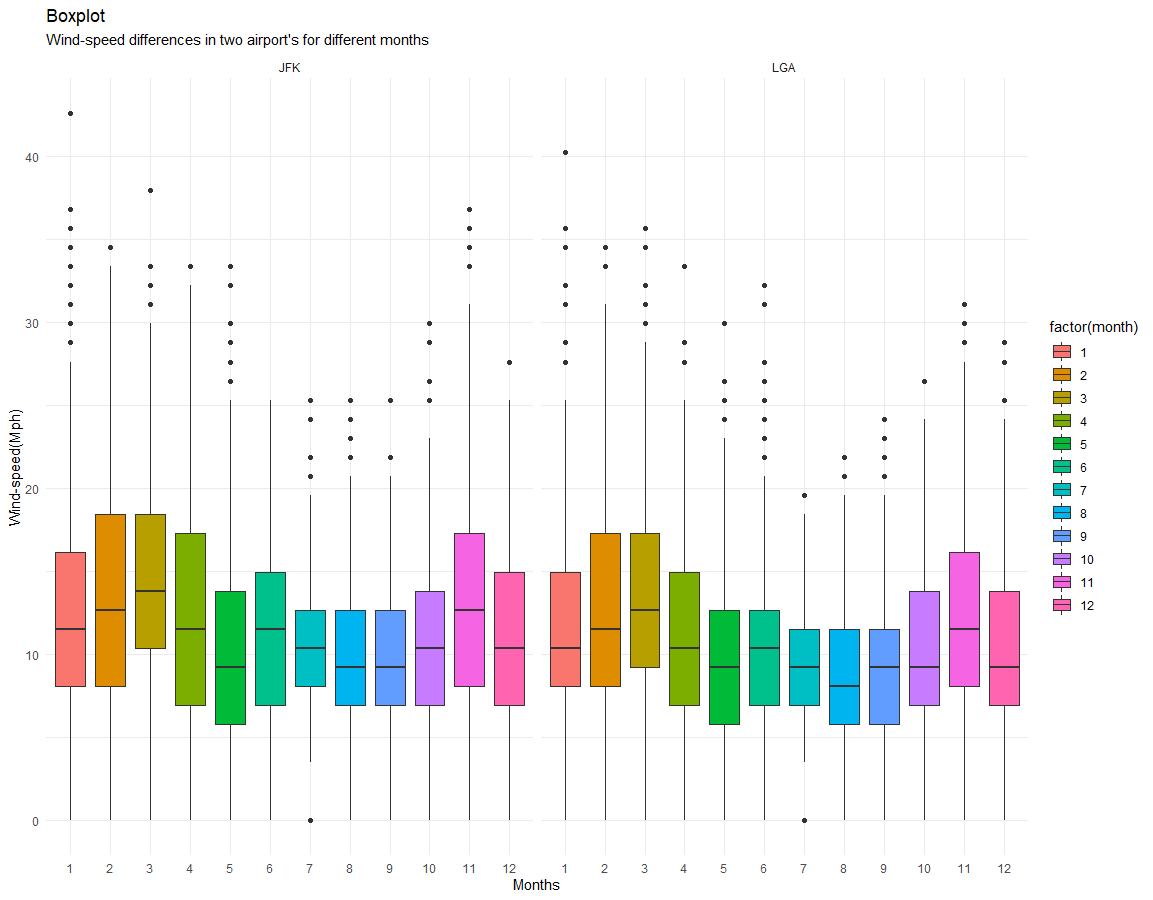 Boxplot
Wind-speed differences in two airport's for different months
JFK LGA
40
30
20
10
0
Wind-speed(Mph)
1 2 3 4 5 6 7 8 9 10 11 12 1 2 3 4 5 6 7 8 9 10 11 12
Months
factor(month)
1
2
3
4
5
6
7
8
9
10
11
12